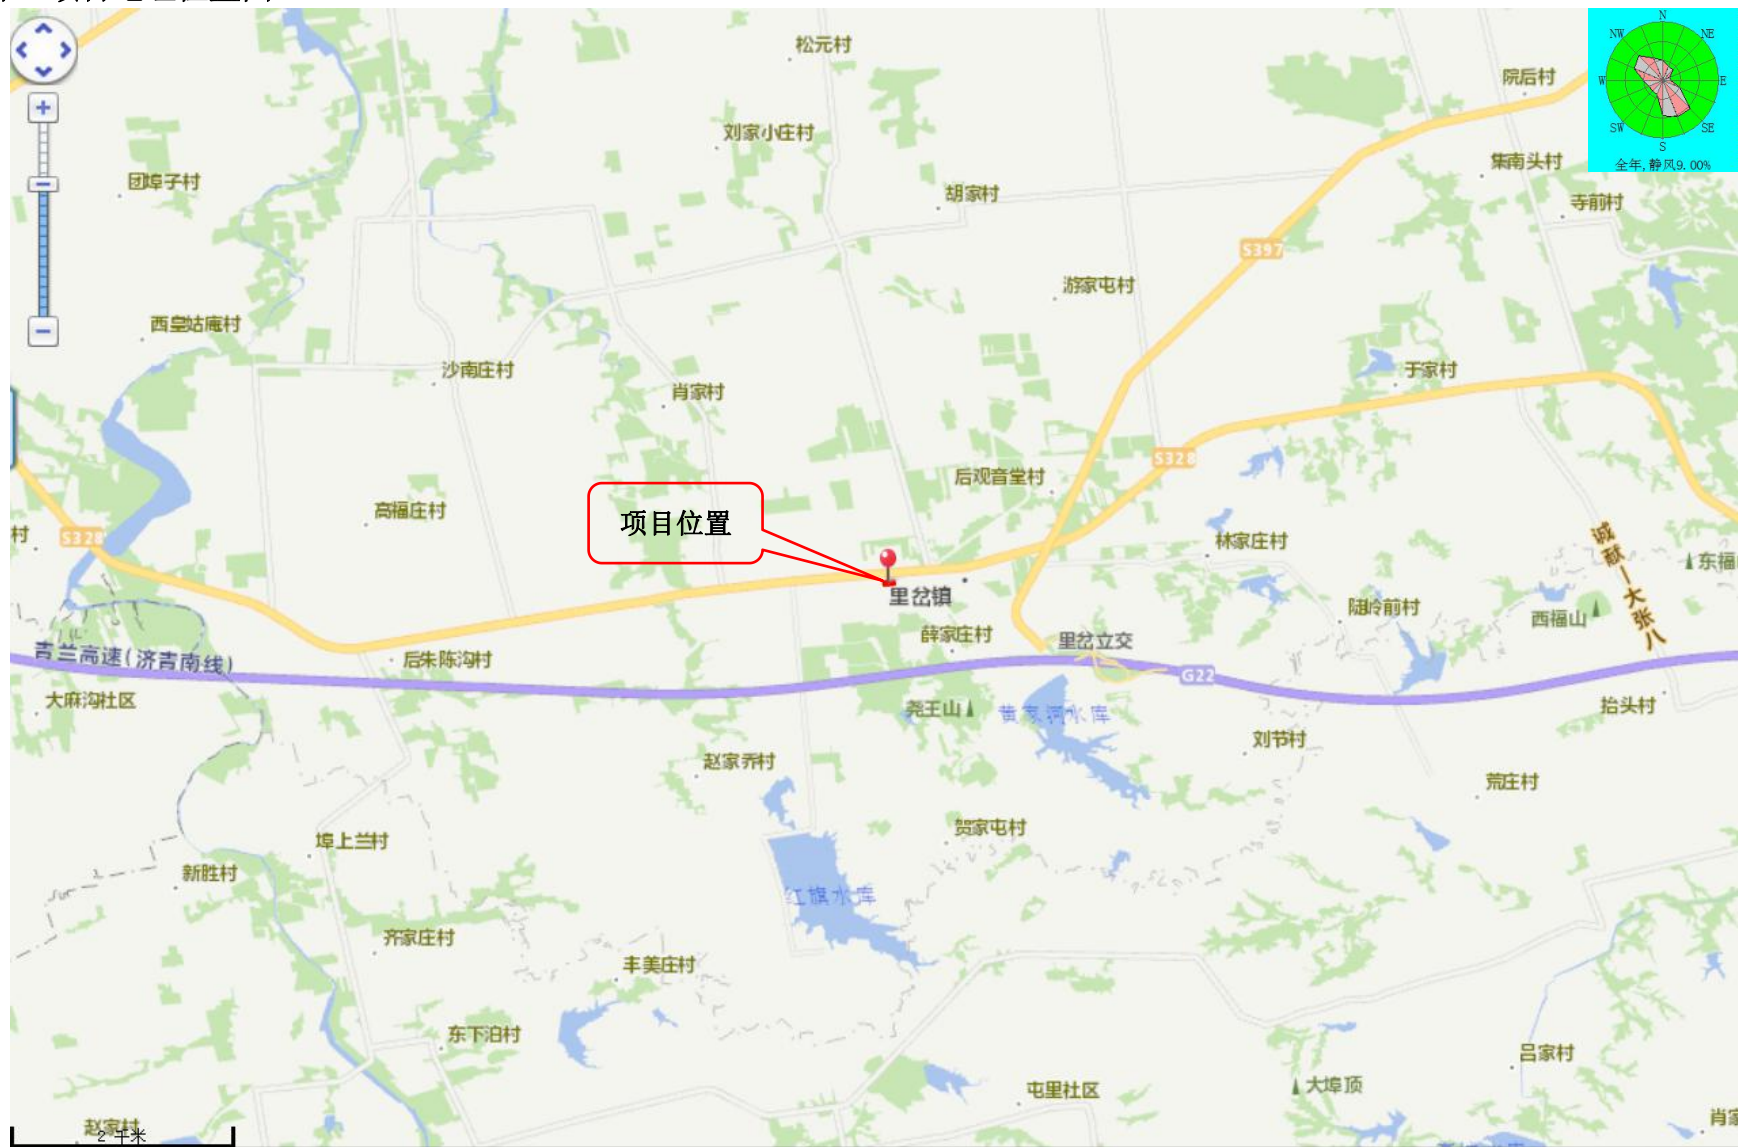 松元村
N
NW
NE
W
E
SW
SE
S
全年,静风9.00%
院后村
刘家小庄村
集南头村
团埠子村
胡家村
寺前村
S397
游家屯村
西皇姑庵村
沙南庄村
肖家村
于家村
S328
后观音堂村
高福庄村
项目位置
村
S328
林家庄村
诚献一大张八
东福
里岔镇
陡岭前村
西福山
薛家庄村
里岔立交
青兰高速(济青南线)
后朱陈沟村
G22
大麻沟社区
尧王山
黄家河水库
抬头村
刘节村
赵家乔村
荒庄村
贺家屯村
埠上兰村
新胜村
红旗水库
齐家庄村
丰美庄村
东下泊村
吕家村
屯里社区
大埠顶
赵家村
2 千米
肖家